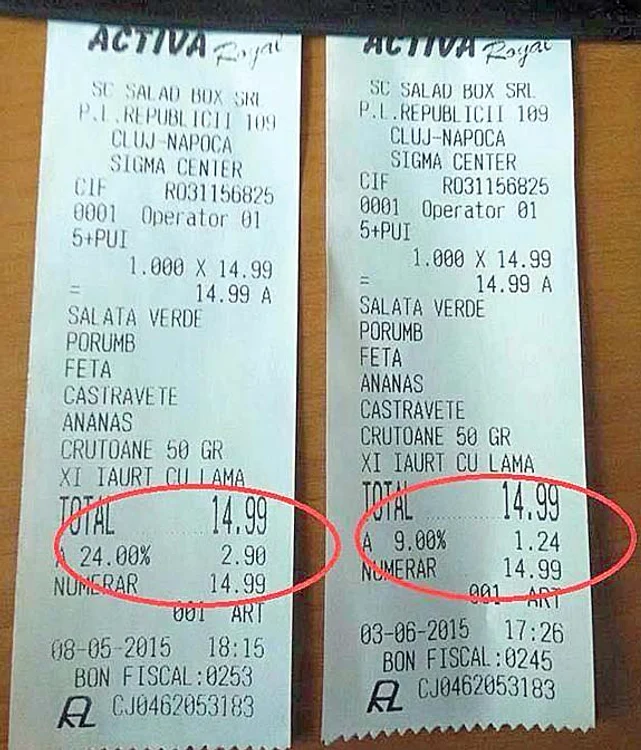 ACTIVA Royal
SC SALAD BOX SRL
P.L.REPUBLICII 109
CLUJ-NAPOCA
SIGMA CENTER
CIF RO31156825
0001 Operator 01
5+PUI
1.000 X 14.99
= 14.99 A
SALATA VERDE
PORUMB
FETA
CASTRAVETE
ANANAS
CRUTOANE 50 GR
XI IAURT CU LAMA
TOTAL 14.99
A 24.00% 2.90
NUMERAR 14.99
001 ART
08-05-2015 18:15
BON FISCAL:0253
CJ0462053183
ACTIVA Royal
SC SALAD BOX SRL
P.L.REPUBLICII 109
CLUJ-NAPOCA
SIGMA CENTER
CIF RO31156825
0001 Operator 01
5+PUI
1.000 X 14.99
= 14.99 A
SALATA VERDE
PORUMB
FETA
ANANAS
CASTRAVETE
CRUTOANE 50 GR
XI IAURT CU LAMA
TOTAL 14.99
A 9.00% 1.24
NUMERAR 14.99
001 ART
03-06-2015 17:26
BON FISCAL:0245
CJ0462053183